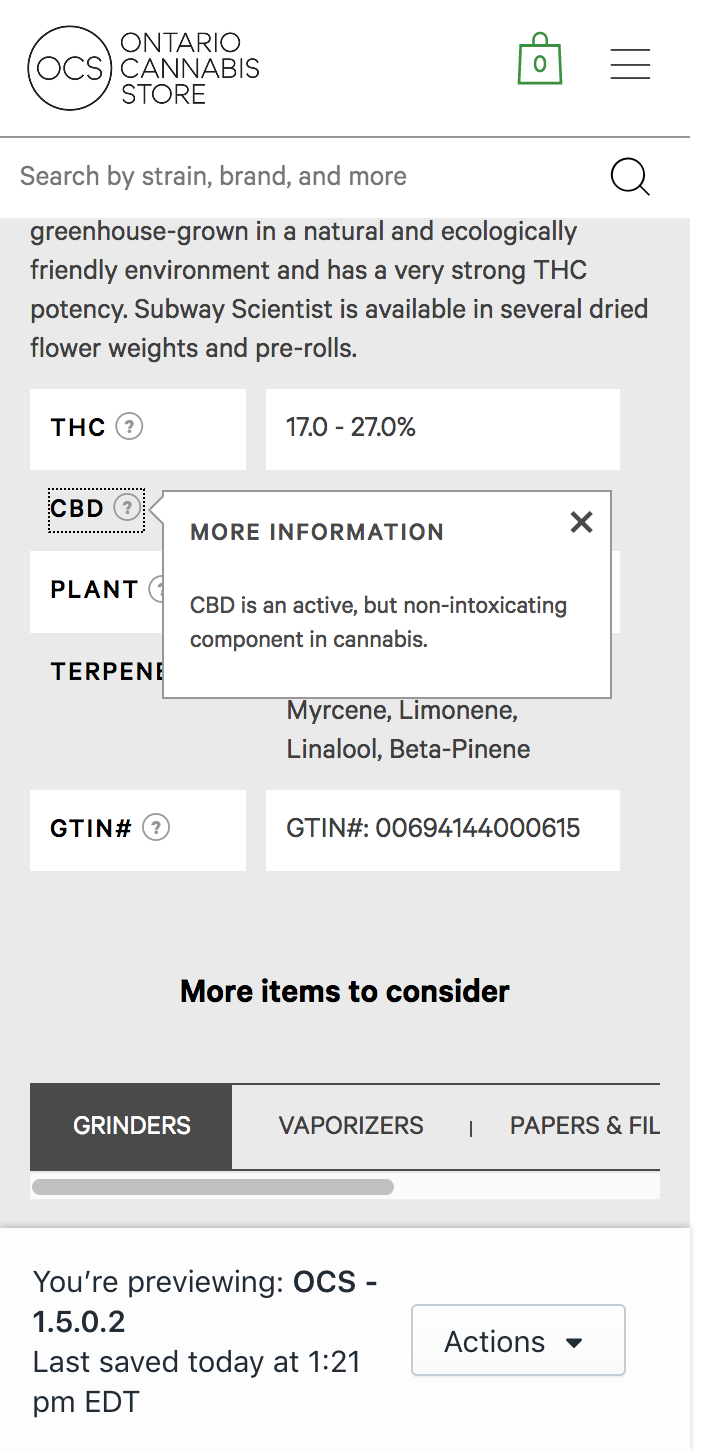 OCS
ONTARIO
CANNABIS
STORE
0
Search by strain, brand, and more
greenhouse-grown in a natural and ecologically
friendly environment and has a very strong THC
potency. Subway Scientist is available in several dried
flower weights and pre-rolls.
THC ?
17.0 - 27.0%
CBD ?
MORE INFORMATION
CBD is an active, but non-intoxicating
component in cannabis.
PLANT ?
TERPENE
Myrcene, Limonene,
Linalool, Beta-Pinene
GTIN# ?
GTIN#: 00694144000615
More items to consider
GRINDERS
VAPORIZERS | PAPERS & FIL
You’re previewing: OCS -
1.5.0.2
Last saved today at 1:21
pm EDT
Actions